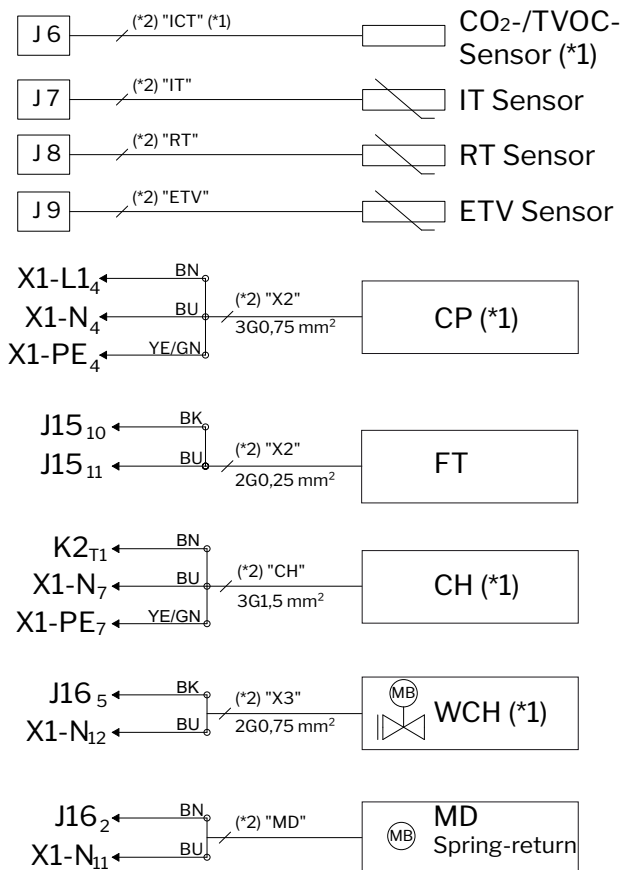 J 6 (*2) "ICT" (*1) CO₂-/TVOC-
Sensor (*1)
J 7 (*2) "IT" IT Sensor
J 8 (*2) "RT" RT Sensor
J 9 (*2) "ETV" ETV Sensor
X1-L1₄ BN
X1-N₄ BU (*2) "X2" CP (*1)
3G0,75 mm²
X1-PE₄ YE/GN
J15₁₀ BK
J15₁₁ BU (*2) "X2" FT
2G0,25 mm²
K2T1 BN
X1-N₇ BU (*2) "CH" CH (*1)
3G1,5 mm²
X1-PE₇ YE/GN
J16₅ BK (*2) "X3" MB WCH (*1)
X1-N₁₂ BU 2G0,75 mm²
J16₂ BN (*2) "MD" MB MD
X1-N₁₁ BU Spring-return